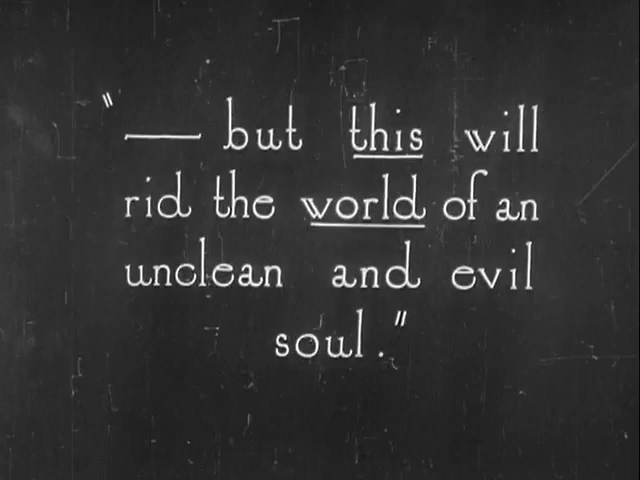 "— but this will
rid the world of an
unclean and evil
soul."